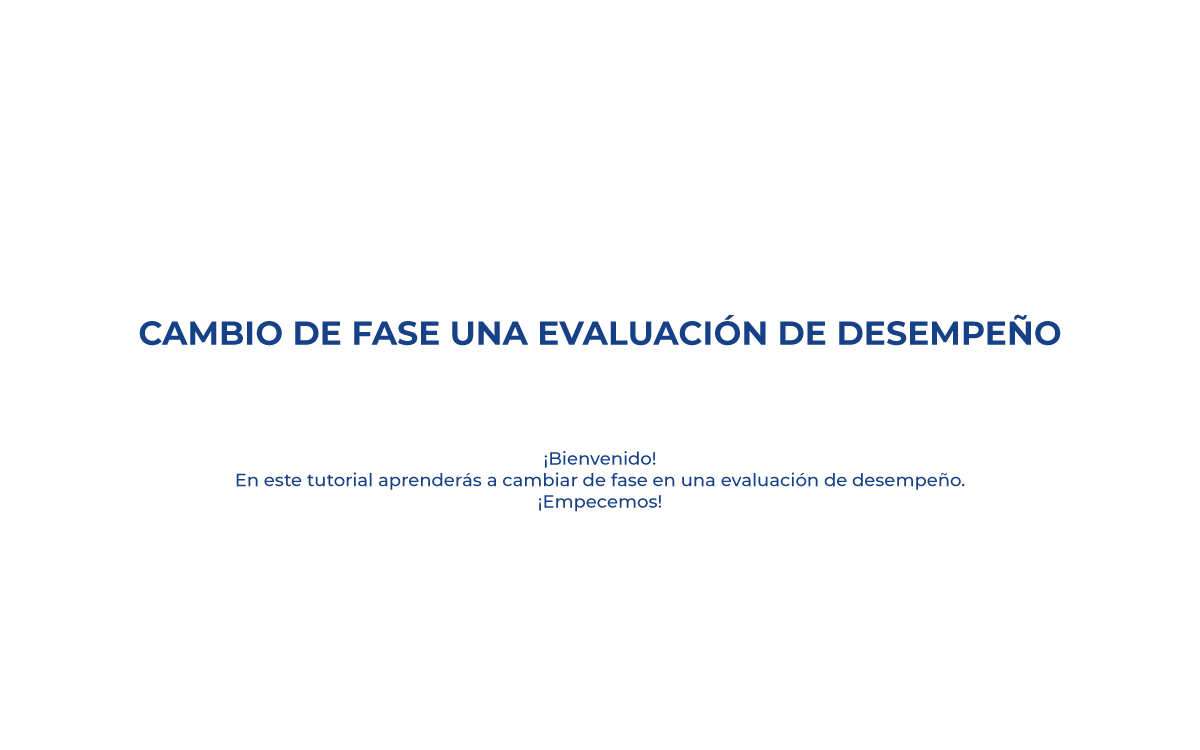 CAMBIO DE FASE UNA EVALUACIÓN DE DESEMPEÑO
¡Bienvenido!
En este tutorial aprenderás a cambiar de fase en una evaluación de desempeño.
¡Empecemos!